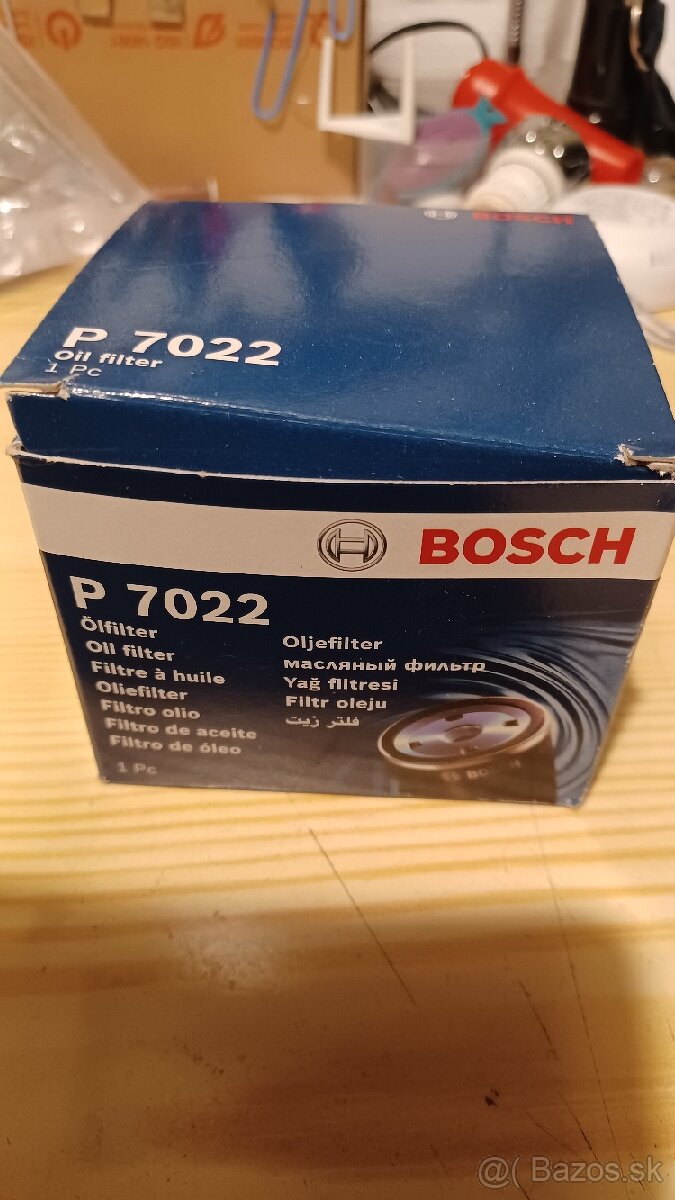 BOSCH
P 7022
Oil filter
1 Pc
BOSCH
P 7022
Ölfilter
Oil filter
Filtre à huile
Oliefilter
Filtro olio
Filtro de aceite
Filtro de óleo
1 Pc
Oljefilter
масляный фильтр
Yağ filtresi
Filtr oleju
فلتر زيت
BOSCH
@( Bazos.sk